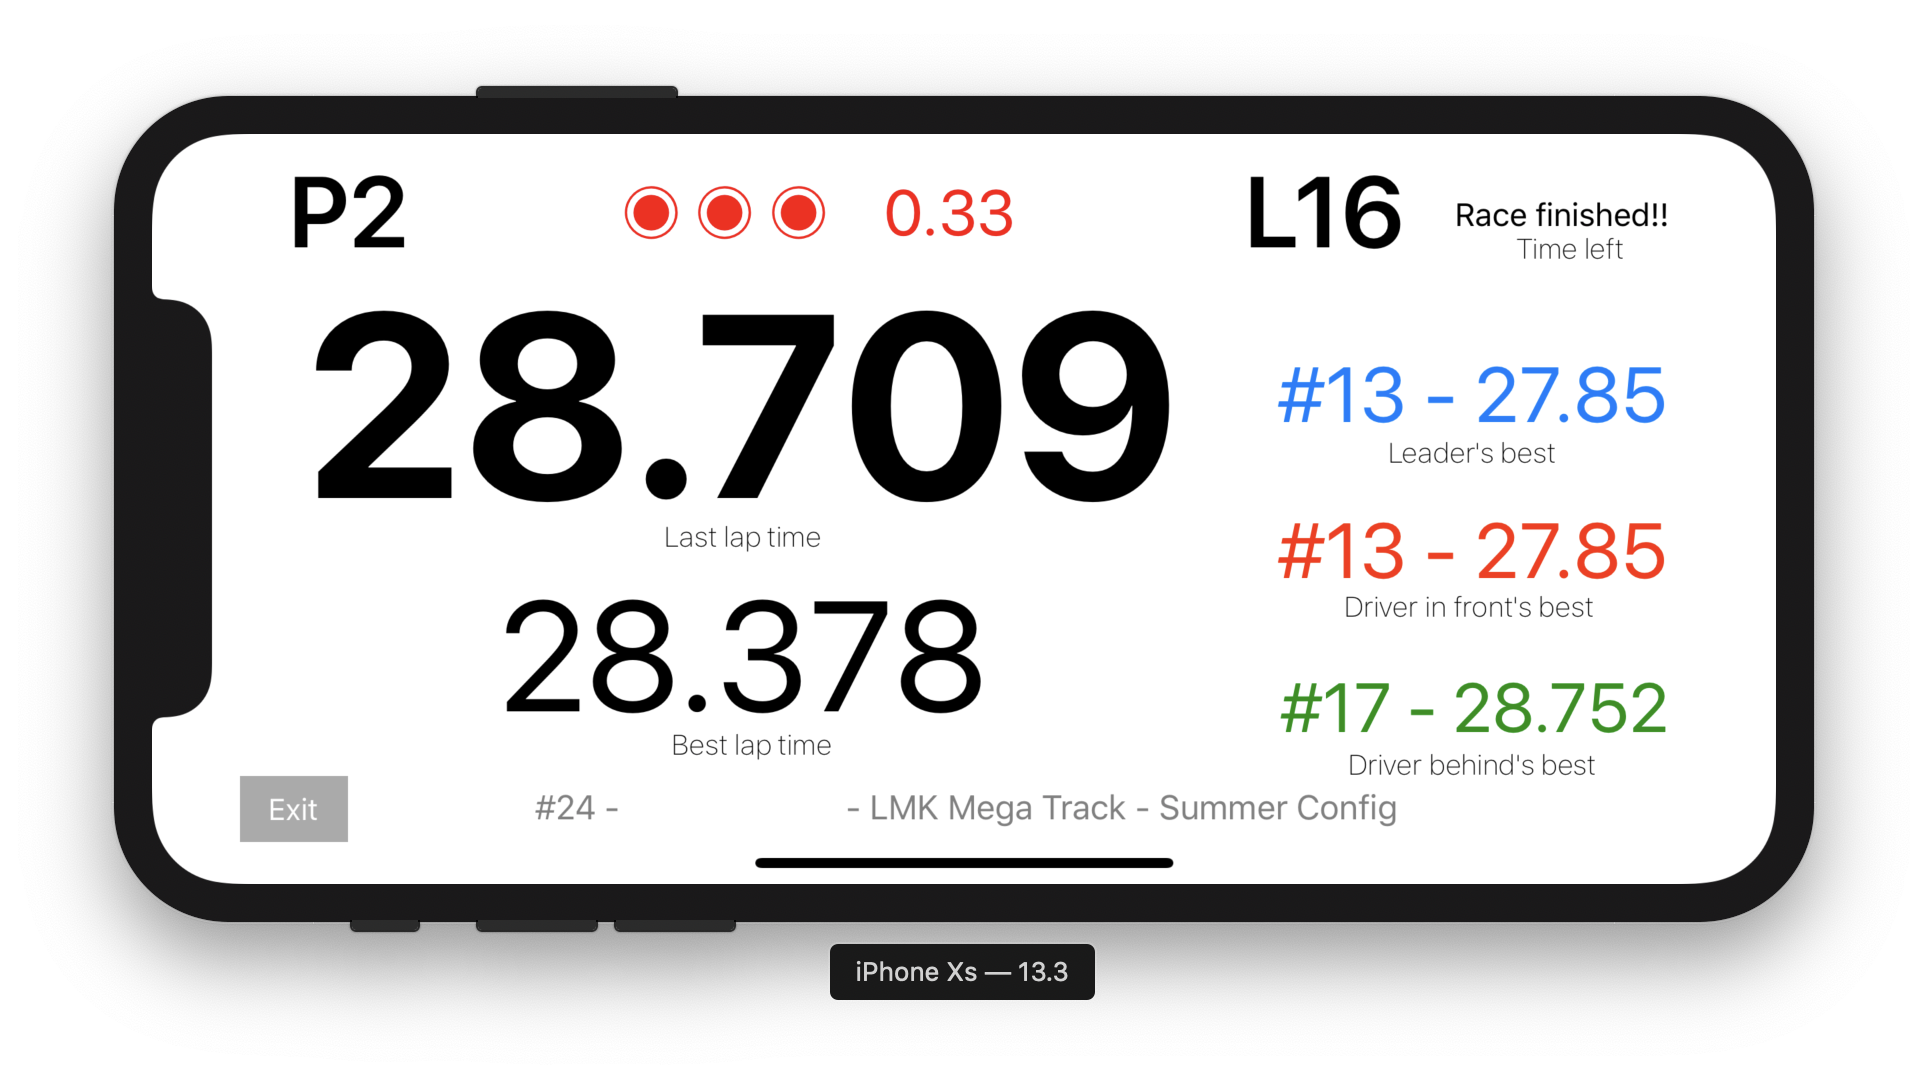 P2
0.33
L16
Race finished!!
Time left
28.709
Last lap time
28.378
Best lap time
#13 - 27.85
Leader's best
#13 - 27.85
Driver in front's best
#17 - 28.752
Driver behind's best
Exit
#24 - - LMK Mega Track - Summer Config
iPhone Xs — 13.3